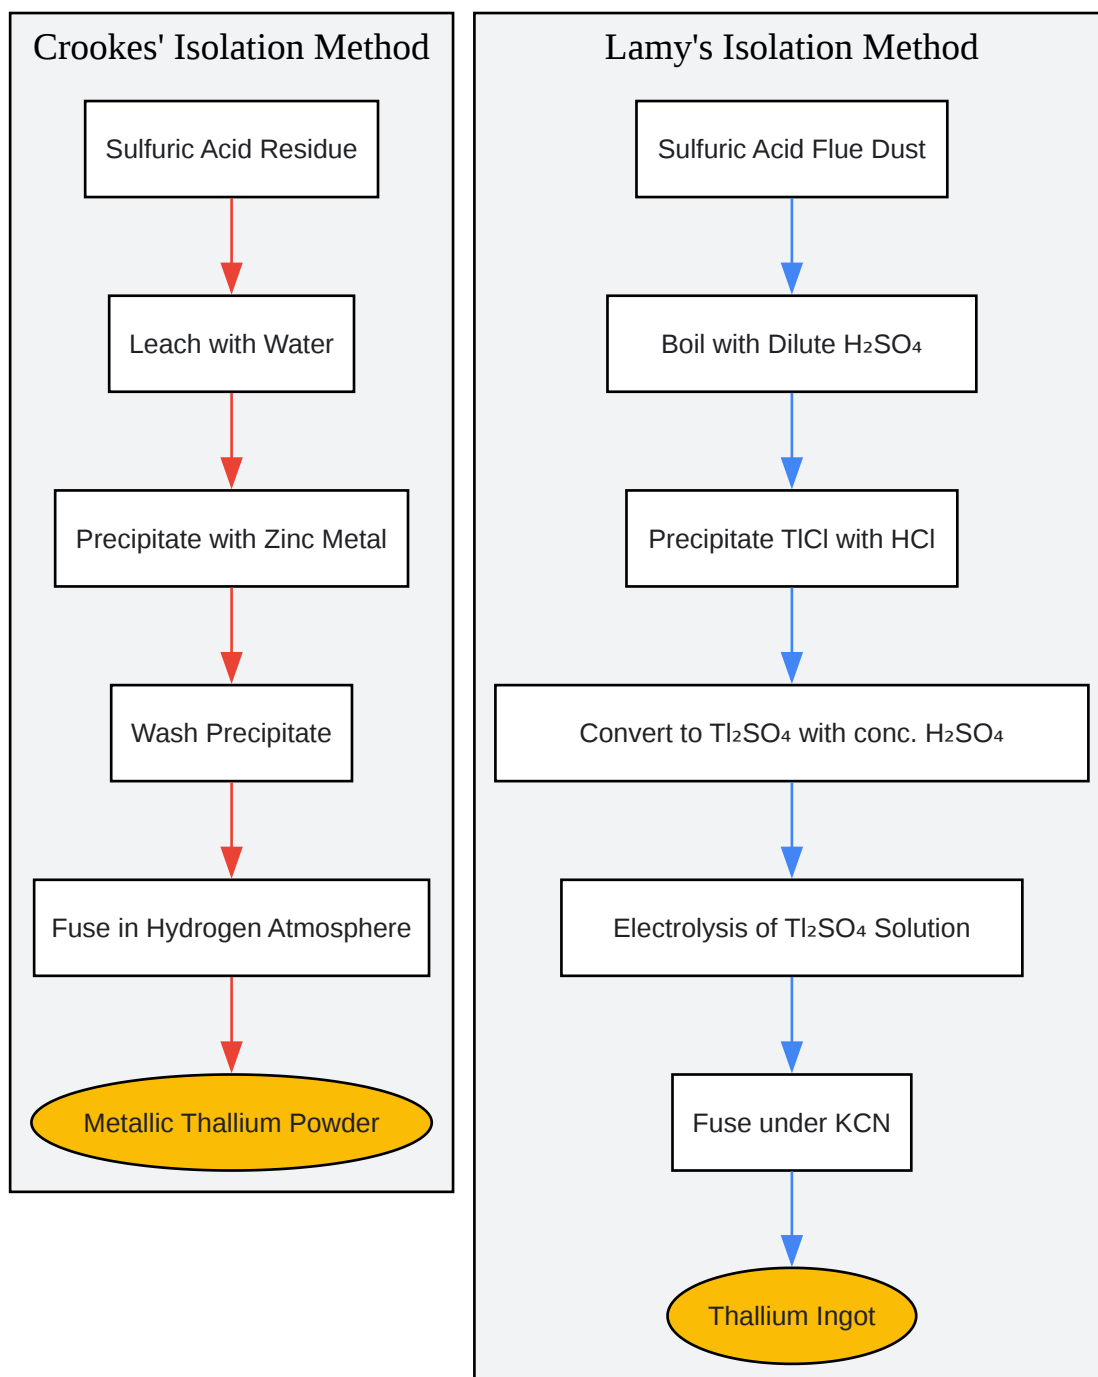 Crookes' Isolation Method
Sulfuric Acid Residue
Leach with Water
Precipitate with Zinc Metal
Wash Precipitate
Fuse in Hydrogen Atmosphere
Metallic Thallium Powder
Lamy's Isolation Method
Sulfuric Acid Flue Dust
Boil with Dilute H₂SO₄
Precipitate TlCl with HCl
Convert to Tl₂SO₄ with conc. H₂SO₄
Electrolysis of Tl₂SO₄ Solution
Fuse under KCN
Thallium Ingot